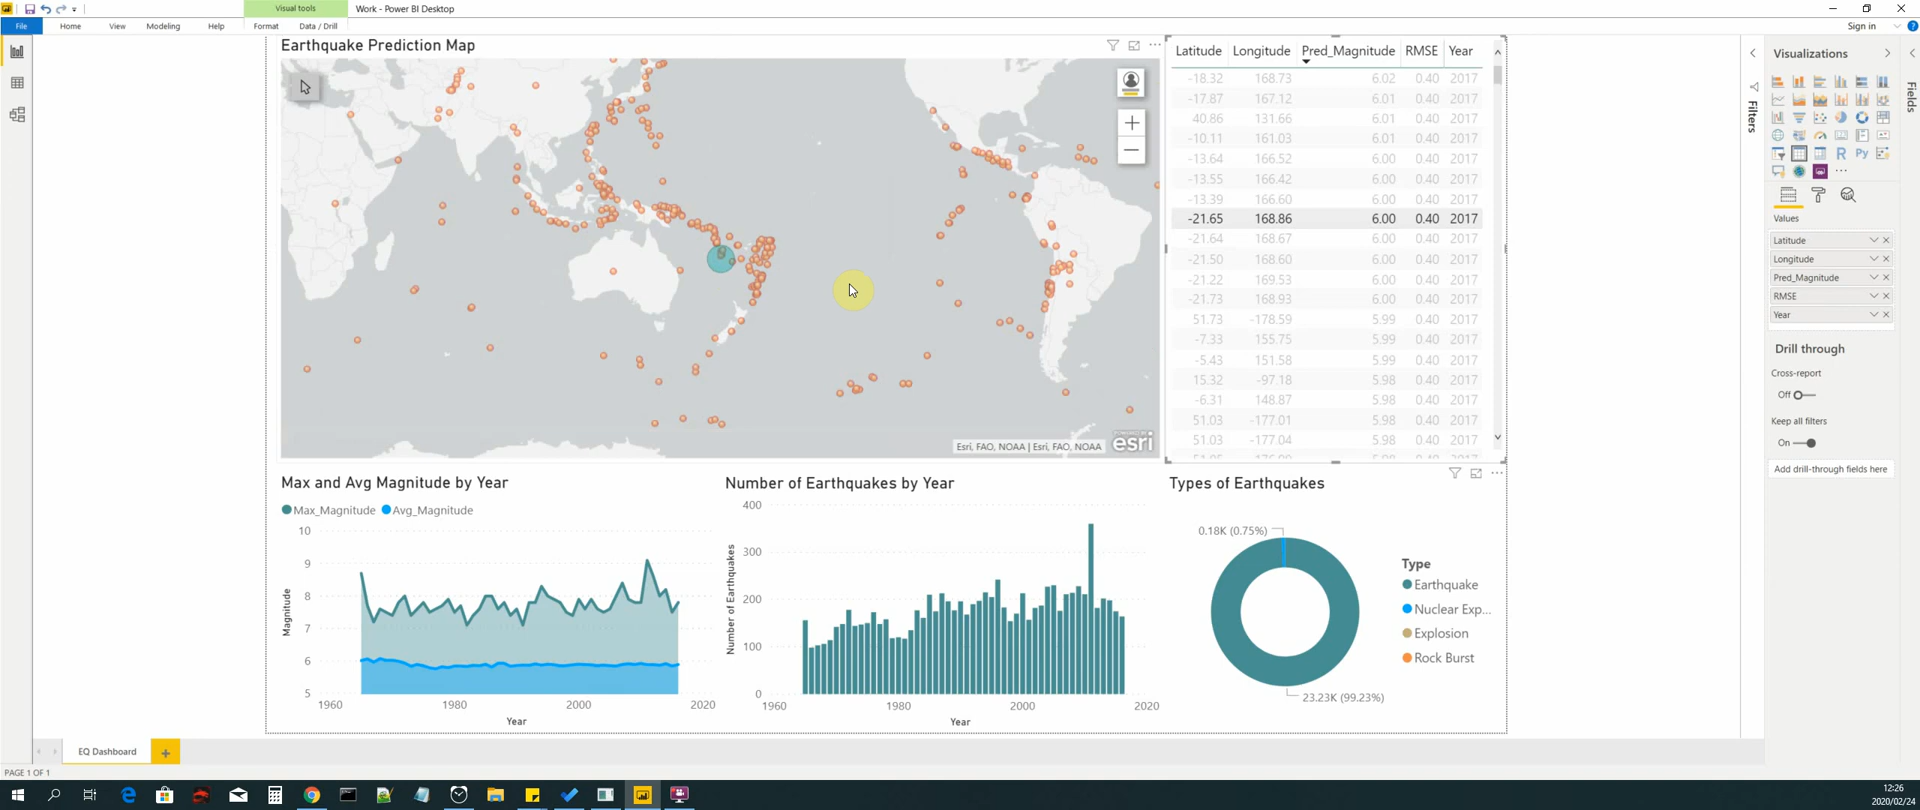 Visual tools
Work - Power BI Desktop
File
Home
View
Modeling
Help
Format
Data / Drill
Sign in
Earthquake Prediction Map
Esri, FAO, NOAA | Esri, FAO, NOAA
esri
Latitude Longitude Pred_Magnitude RMSE Year
-18.32 168.73 6.02 0.40 2017
-17.87 167.12 6.01 0.40 2017
40.86 131.66 6.01 0.40 2017
-10.11 161.03 6.01 0.40 2017
-13.64 166.52 6.00 0.40 2017
-13.55 166.42 6.00 0.40 2017
-13.39 166.60 6.00 0.40 2017
-21.65 168.86 6.00 0.40 2017
-21.64 168.67 6.00 0.40 2017
-21.50 168.60 6.00 0.40 2017
-21.22 169.53 6.00 0.40 2017
-21.73 168.93 6.00 0.40 2017
51.73 -178.59 5.99 0.40 2017
-7.33 155.75 5.99 0.40 2017
-5.43 151.58 5.99 0.40 2017
15.32 -97.18 5.98 0.40 2017
-6.31 148.87 5.98 0.40 2017
51.03 -177.01 5.98 0.40 2017
51.03 -177.04 5.98 0.40 2017
Max and Avg Magnitude by Year
Max_Magnitude Avg_Magnitude
10
9
8
7
6
5
Magnitude
1960 1980 2000 2020
Year
Number of Earthquakes by Year
400
300
200
100
0
Number of Earthquakes
1960 1980 2000 2020
Year
Types of Earthquakes
0.18K (0.75%)
23.23K (99.23%)
Type
Earthquake
Nuclear Exp...
Explosion
Rock Burst
Filters
Visualizations
R Py
Values
Latitude
Longitude
Pred_Magnitude
RMSE
Year
Drill through
Cross-report
Off
Keep all filters
On
Add drill-through fields here
Fields
EQ Dashboard
PAGE 1 OF 1
12:26
2020/02/24